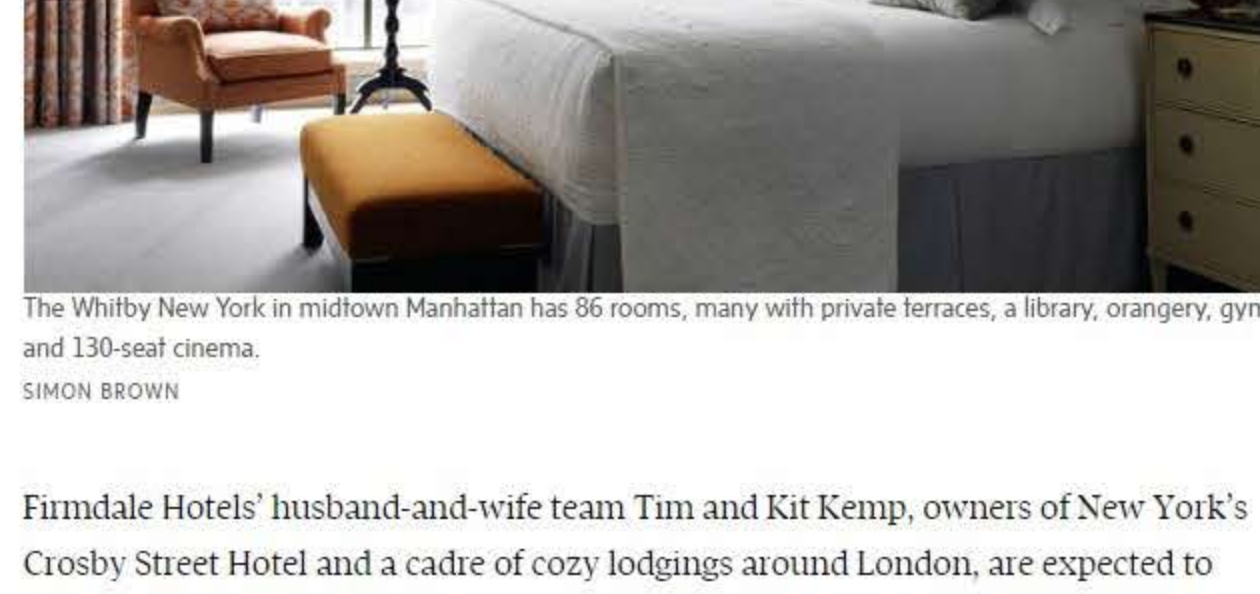 The Whitby New York in midtown Manhattan has 86 rooms, many with private terraces, a library, orangery, gym
and 130-seat cinema.
SIMON BROWN
Firmdale Hotels’ husband-and-wife team Tim and Kit Kemp, owners of New York’s
Crosby Street Hotel and a cadre of cozy lodgings around London, are expected to